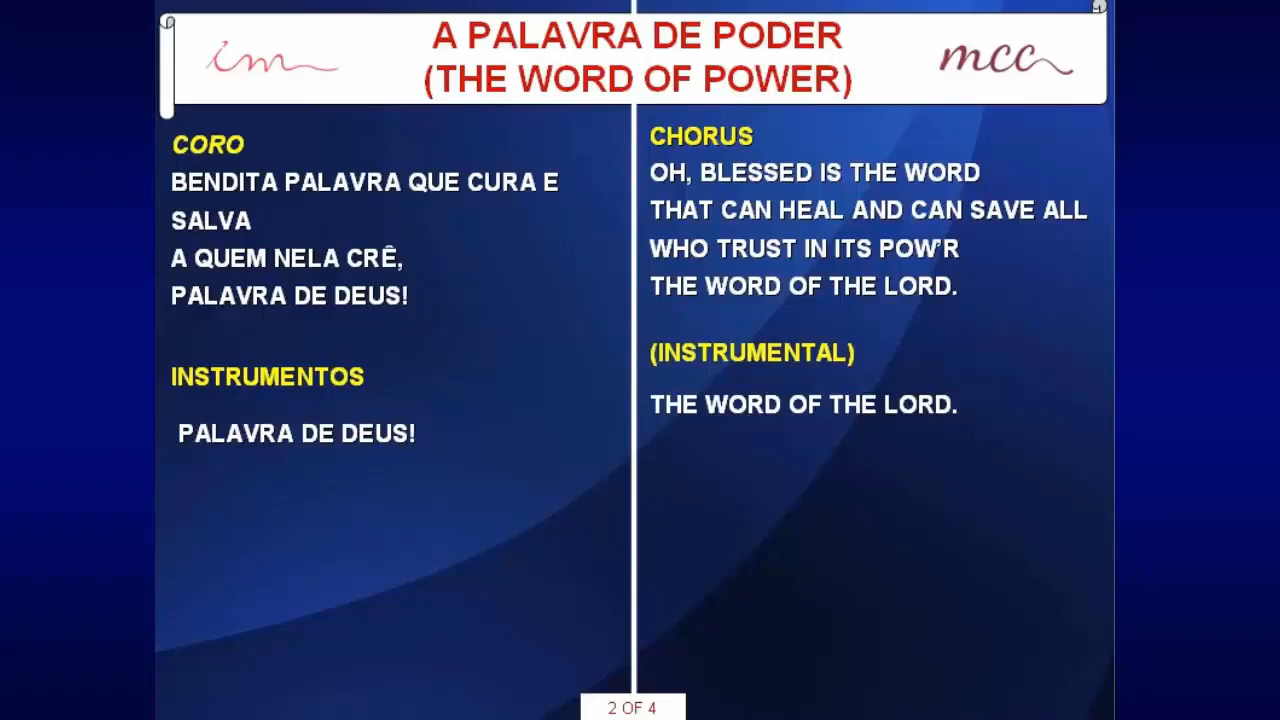 A PALAVRA DE PODER
(THE WORD OF POWER)
im
mcc
CORO
BENDITA PALAVRA QUE CURA E
SALVA
A QUEM NELA CRÊ,
PALAVRA DE DEUS!
INSTRUMENTOS
PALAVRA DE DEUS!
CHORUS
OH, BLESSED IS THE WORD
THAT CAN HEAL AND CAN SAVE ALL
WHO TRUST IN ITS POW’R
THE WORD OF THE LORD.
(INSTRUMENTAL)
THE WORD OF THE LORD.
2 OF 4